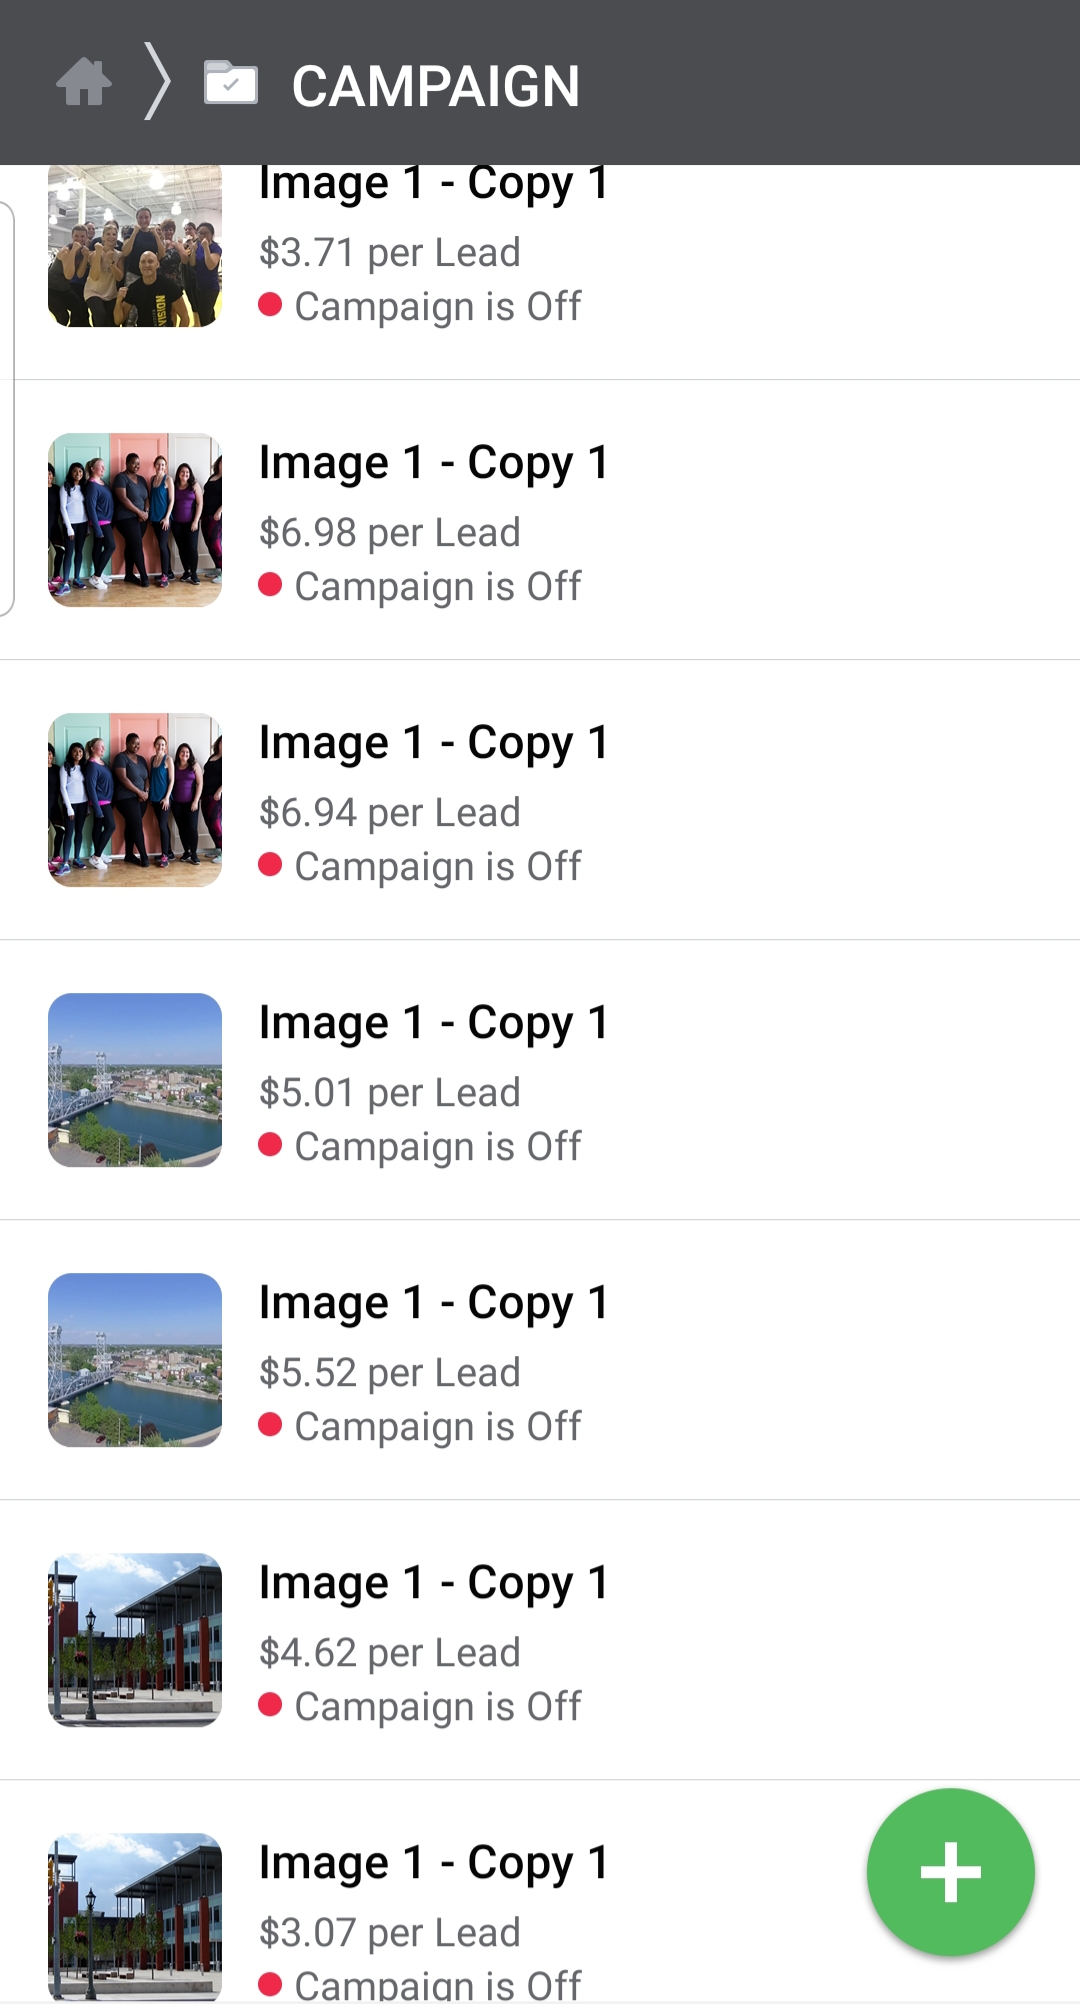 CAMPAIGN
Image 1 - Copy 1
$3.71 per Lead
Campaign is Off
Image 1 - Copy 1
$6.98 per Lead
Campaign is Off
Image 1 - Copy 1
$6.94 per Lead
Campaign is Off
Image 1 - Copy 1
$5.01 per Lead
Campaign is Off
Image 1 - Copy 1
$5.52 per Lead
Campaign is Off
Image 1 - Copy 1
$4.62 per Lead
Campaign is Off
Image 1 - Copy 1
$3.07 per Lead
Campaign is Off